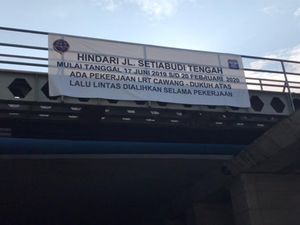 HINDARI JL. SETIABUDI TENGAH
MULAI TANGGAL 17 JUNI 2019 S/D 20 FEBRUARI 2020
ADA PEKERJAAN LRT CAWANG - DUKUH ATAS
LALU LINTAS DIALIHKAN SELAMA PEKERJAAN